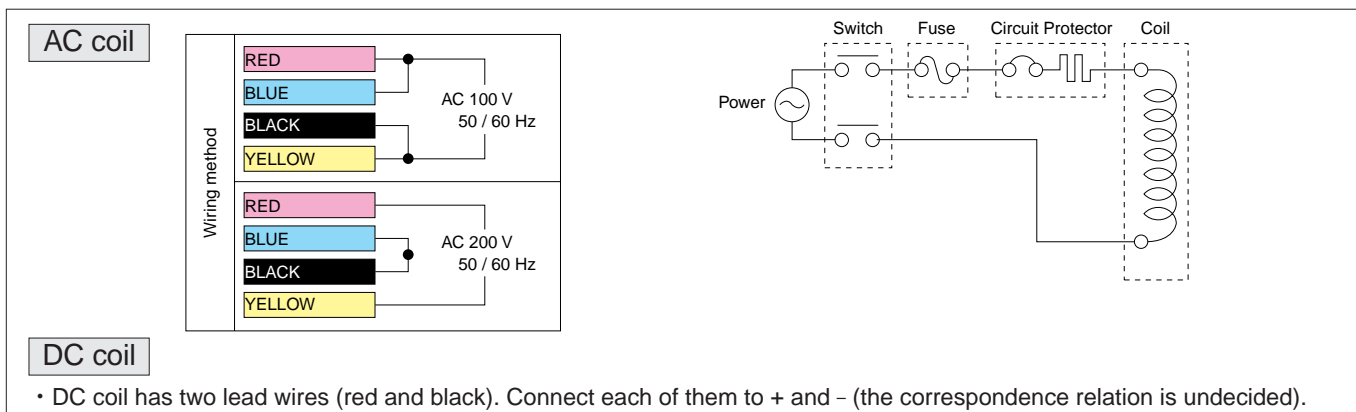 AC coil
Wiring method
RED
BLUE
BLACK
YELLOW
AC 100 V
50 / 60 Hz
RED
BLUE
BLACK
YELLOW
AC 200 V
50 / 60 Hz
Switch
Fuse
Circuit Protector
Coil
Power
DC coil
・DC coil has two lead wires (red and black). Connect each of them to + and − (the correspondence relation is undecided).